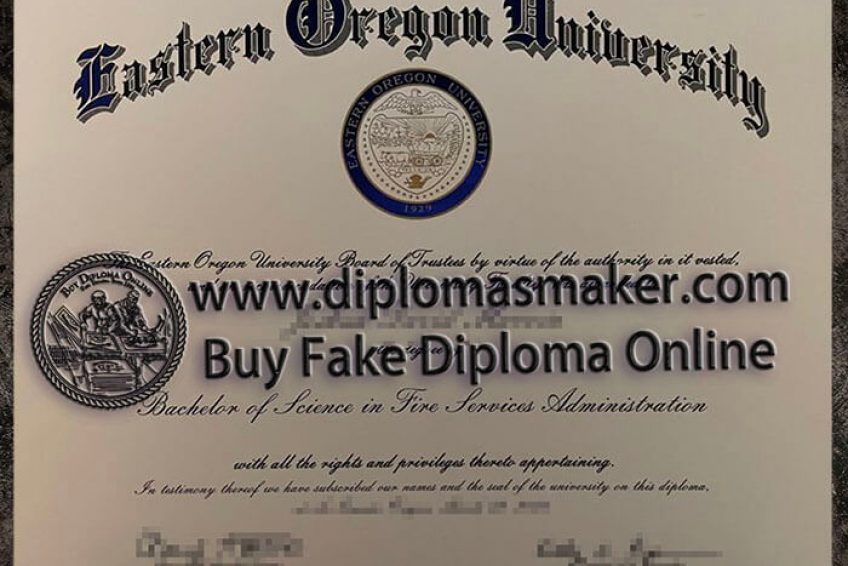 Eastern Oregon University
EASTERN OREGON UNIVERSITY
1929
Eastern Oregon University Board of Trustees by virtue of the authority in it vested,
BUY DIPLOMA ONLINE
www.diplomasmaker.com
Buy Fake Diploma Online
Bachelor of Science in Fire Services Administration
with all the rights and privileges thereto appertaining.
In testimony thereof we have subscribed our names and the seal of the university on this diploma,